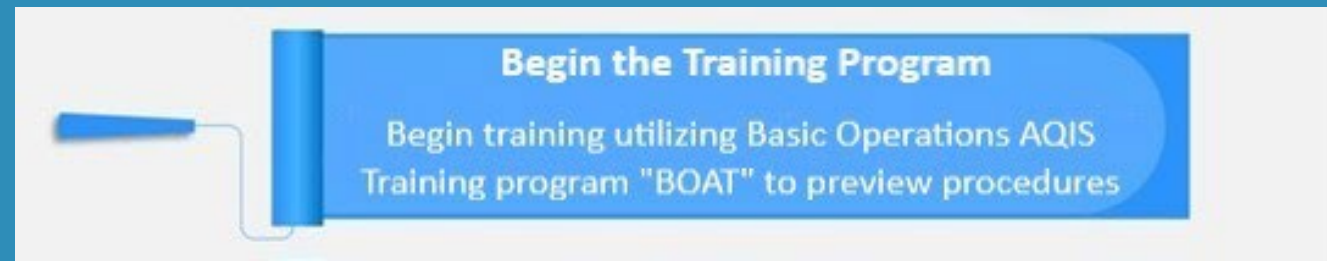 Begin the Training Program
Begin training utilizing Basic Operations AQIS
Training program "BOAT" to preview procedures